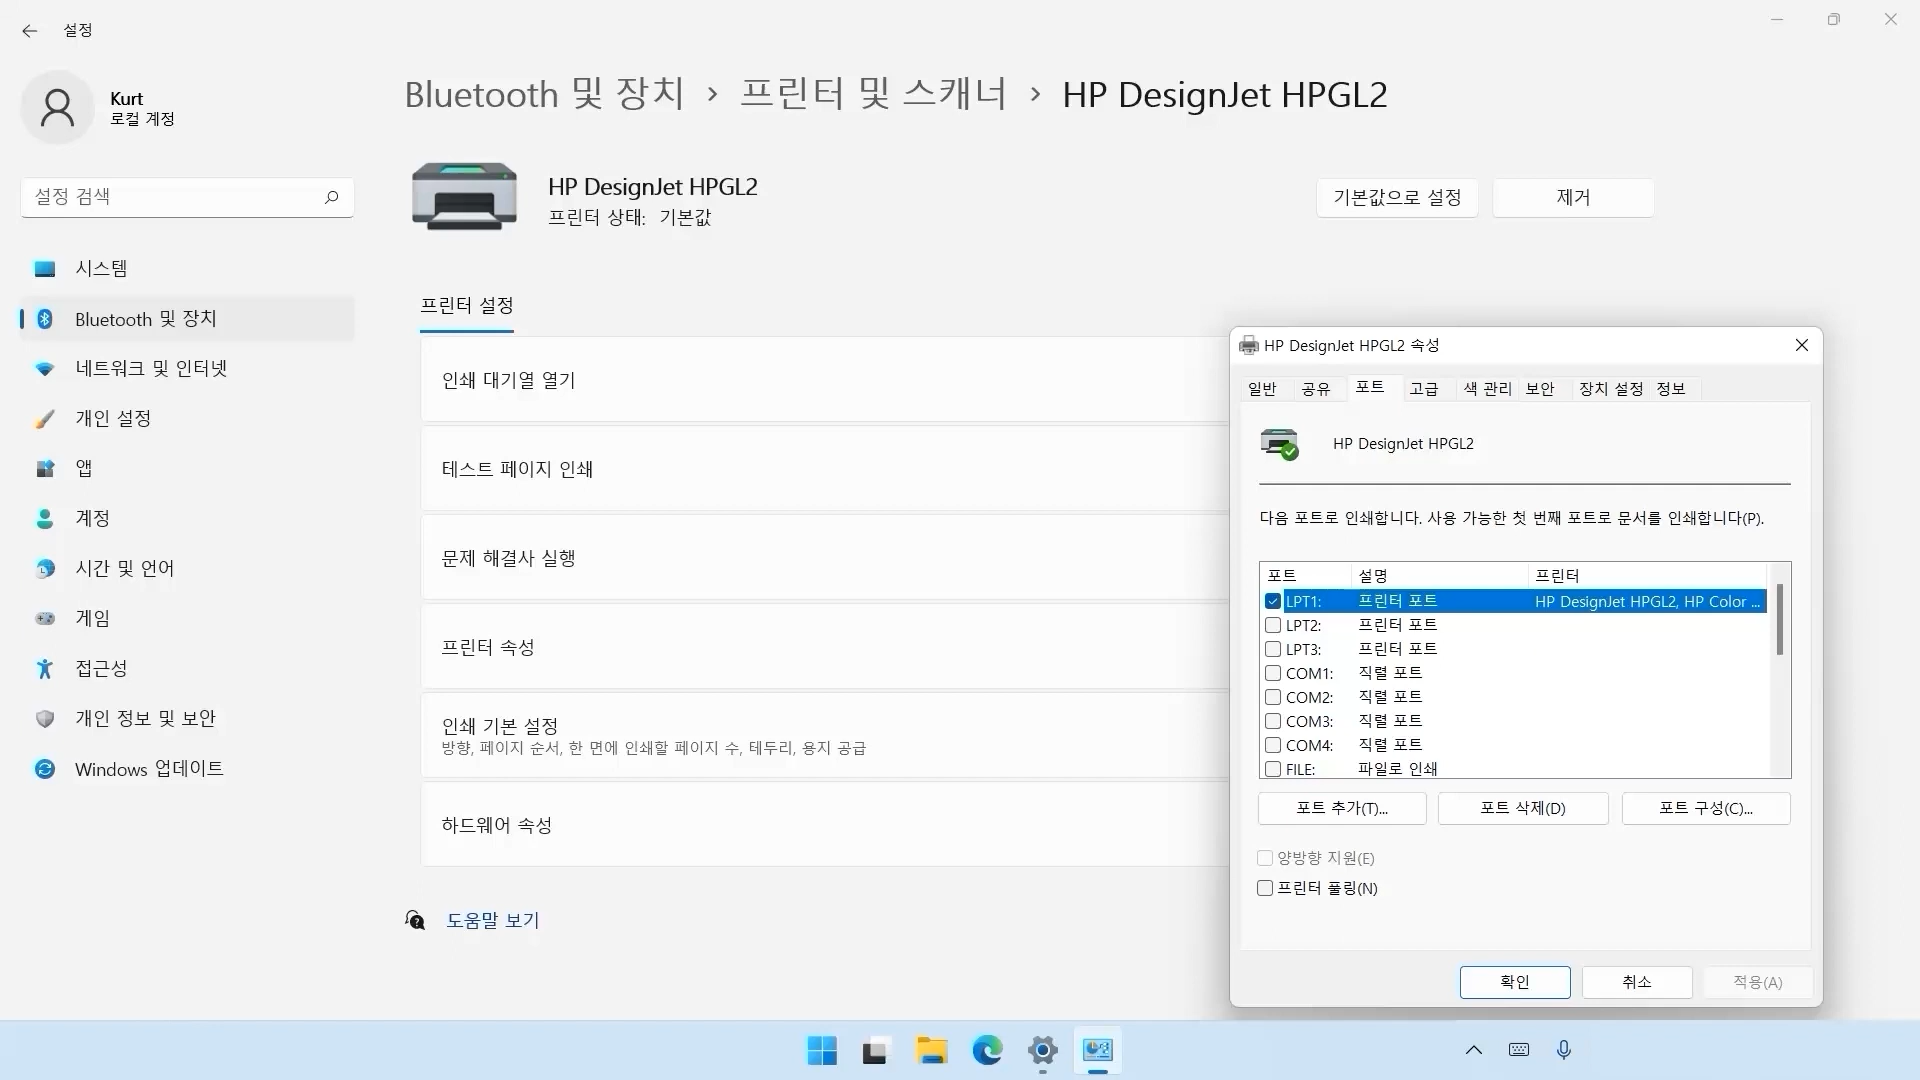 설정
Kurt
로컬 계정
설정 검색
시스템
Bluetooth 및 장치
네트워크 및 인터넷
개인 설정
앱
계정
시간 및 언어
게임
접근성
개인 정보 및 보안
Windows 업데이트
Bluetooth 및 장치 › 프린터 및 스캐너 › HP DesignJet HPGL2
HP DesignJet HPGL2
프린터 상태: 기본값
기본값으로 설정
제거
프린터 설정
인쇄 대기열 열기
테스트 페이지 인쇄
문제 해결사 실행
프린터 속성
인쇄 기본 설정
방향, 페이지 순서, 한 면에 인쇄할 페이지 수, 테두리, 용지 공급
하드웨어 속성
도움말 보기
HP DesignJet HPGL2 속성
일반 공유 포트 고급 색 관리 보안 장치 설정 정보
HP DesignJet HPGL2
다음 포트로 인쇄합니다. 사용 가능한 첫 번째 포트로 문서를 인쇄합니다(P).
포트 설명 프린터
LPT1: 프린터 포트 HP DesignJet HPGL2, HP Color ...
LPT2: 프린터 포트
LPT3: 프린터 포트
COM1: 직렬 포트
COM2: 직렬 포트
COM3: 직렬 포트
COM4: 직렬 포트
FILE: 파일로 인쇄
포트 추가(T)... 포트 삭제(D) 포트 구성(C)...
양방향 지원(E)
프린터 풀링(N)
확인 취소 적용(A)